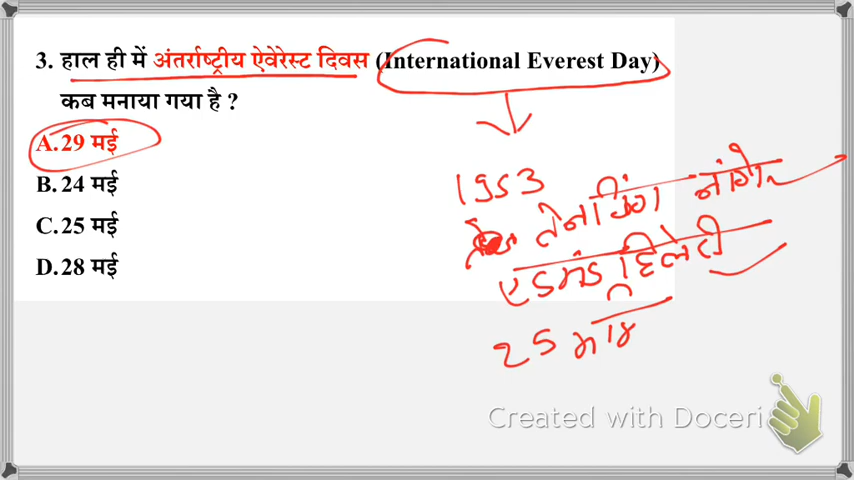 3. हाल ही में अंतर्राष्ट्रीय ऐवेरेस्ट दिवस (International Everest Day)
कब मनाया गया है ?
A.29 मई
B.24 मई
C.25 मई
D.28 मई
1953
तेनजिंग नोर्गे
एडमंड हिलेरी
25
Created with Doceri